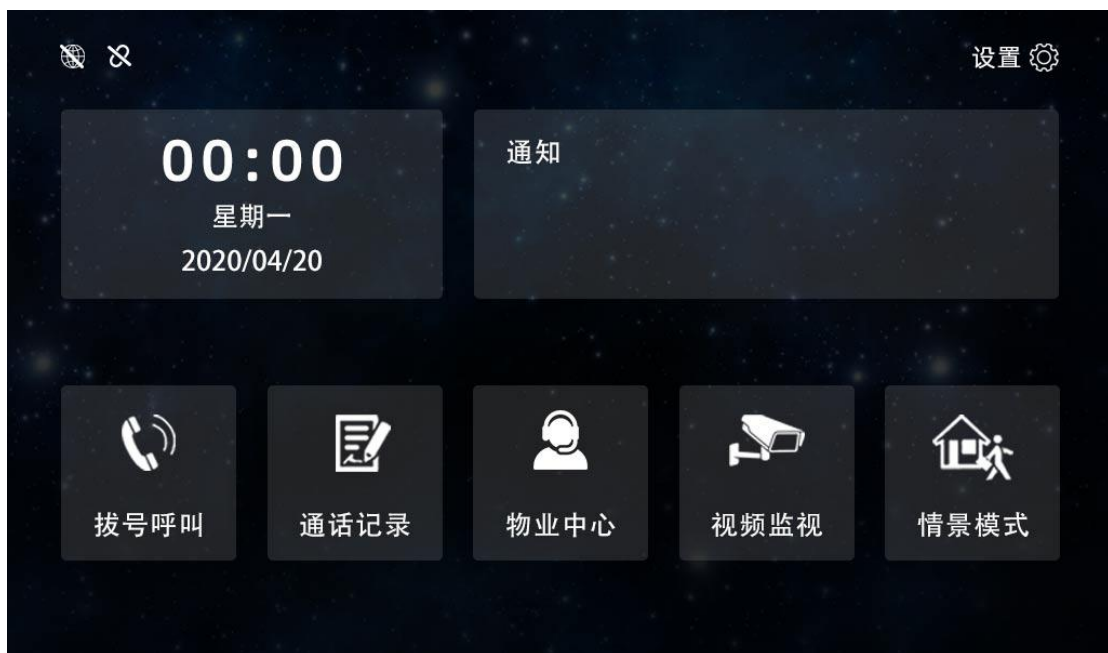 设置
00:00
星期一
2020/04/20
通知
拔号呼叫
通话记录
物业中心
视频监视
情景模式